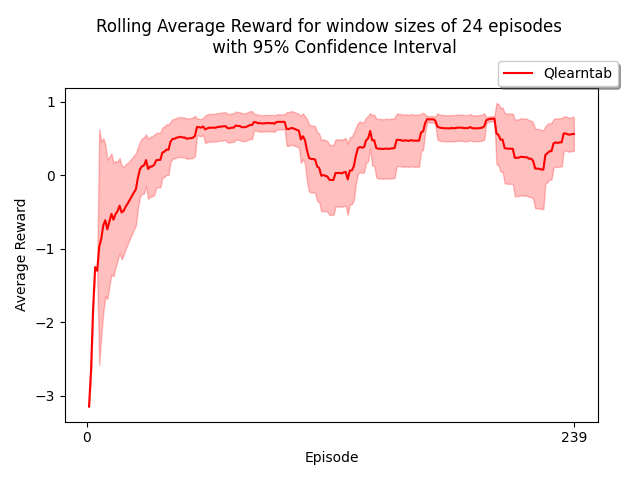 Rolling Average Reward for window sizes of 24 episodes
with 95% Confidence Interval
Qlearntab
1
0
−1
−2
−3
Average Reward
0
239
Episode